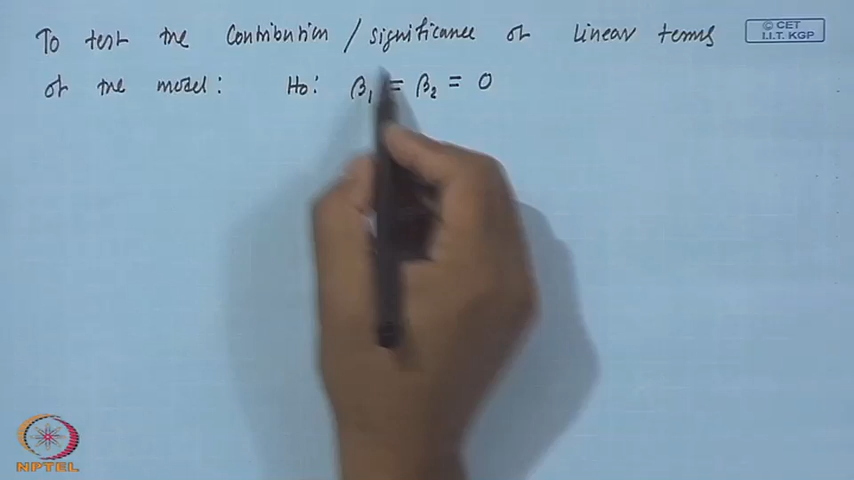 To test the Contribution / significance of linear terms
of the model : Ho: β₁ = β₂ = 0
© CET
I.I.T. KGP
NPTEL